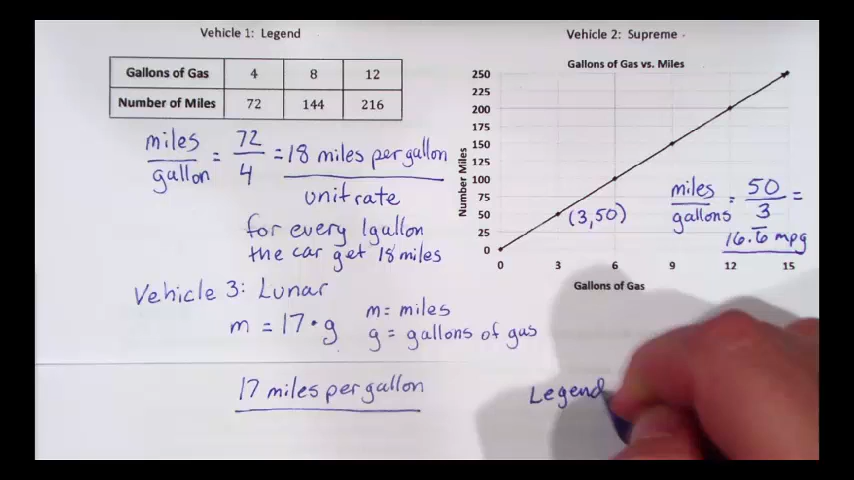 Vehicle 1: Legend
Gallons of Gas 4 8 12
Number of Miles 72 144 216
miles/gallon = 72/4 = 18 miles per gallon
unit rate
for every 1 gallon
the car get 18 miles
Vehicle 2: Supreme
Gallons of Gas vs. Miles
Number Miles
250
225
200
175
150
125
100
75
50
25
0
(3,50)
miles/gallons = 50/3 =
16.6̅ mpg
0 3 6 9 12 15
Gallons of Gas
Vehicle 3: Lunar
m = 17 · g
m = miles
g = gallons of gas
17 miles per gallon
Legend